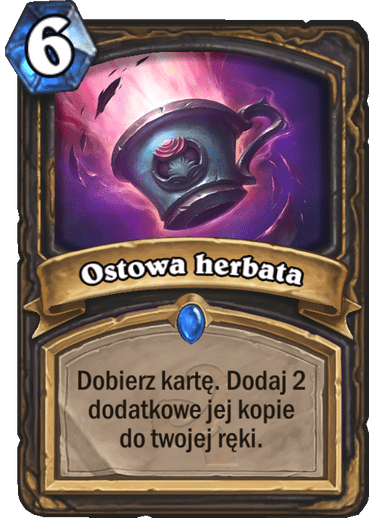 6
Ostowa herbata
Dobierz kartę. Dodaj 2
dodatkowe jej kopie
do twojej ręki.